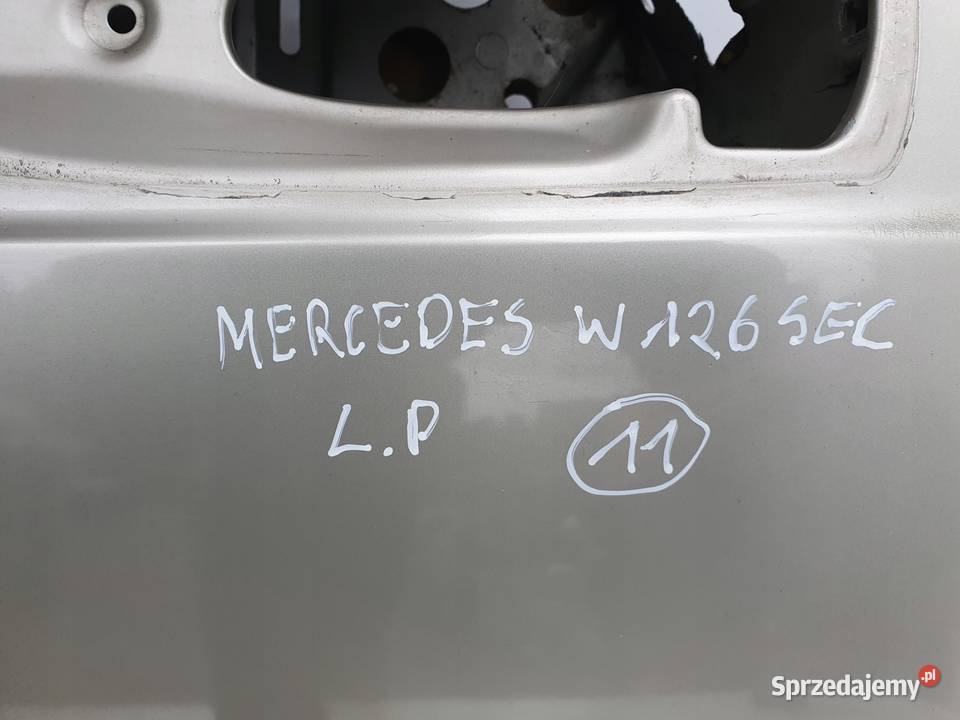 MERCEDES W126 SEC
L.P 11
Sprzedajemy.pl